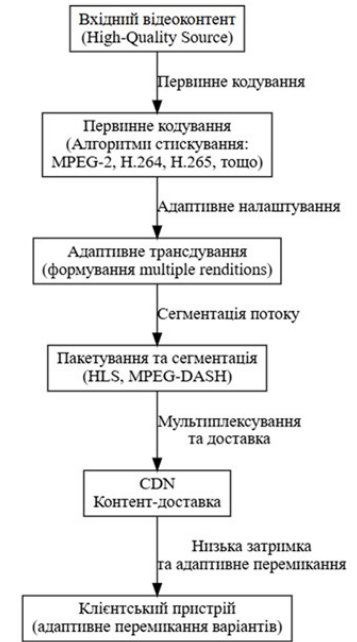 Вхідний відеоконтент
(High-Quality Source)
Первинне кодування
Первинне кодування
(Алгоритми стискування:
MPEG-2, H.264, H.265, тощо)
Адаптивне налаштування
Адаптивне трансдування
(формування multiple renditions)
Сегментація потоку
Пакетування та сегментація
(HLS, MPEG-DASH)
Мультиплексування
та доставка
CDN
Контент-доставка
Низька затримка
та адаптивне перемикання
Клієнтський пристрій
(адаптивне перемикання варіантів)